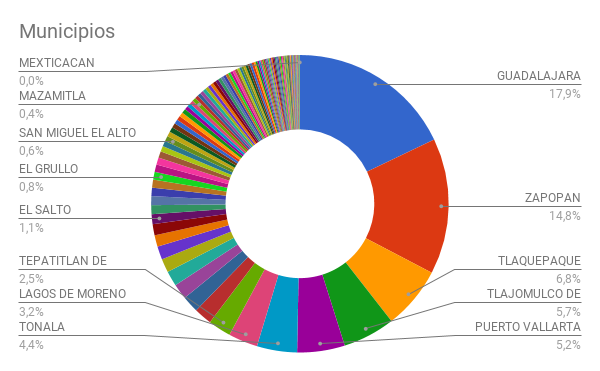 Municipios
MEXTICACAN
0,0%
MAZAMITLA
0,4%
SAN MIGUEL EL ALTO
0,6%
EL GRULLO
0,8%
EL SALTO
1,1%
TEPATITLAN DE
2,5%
LAGOS DE MORENO
3,2%
TONALA
4,4%
GUADALAJARA
17,9%
ZAPOPAN
14,8%
TLAQUEPAQUE
6,8%
TLAJOMULCO DE
5,7%
PUERTO VALLARTA
5,2%